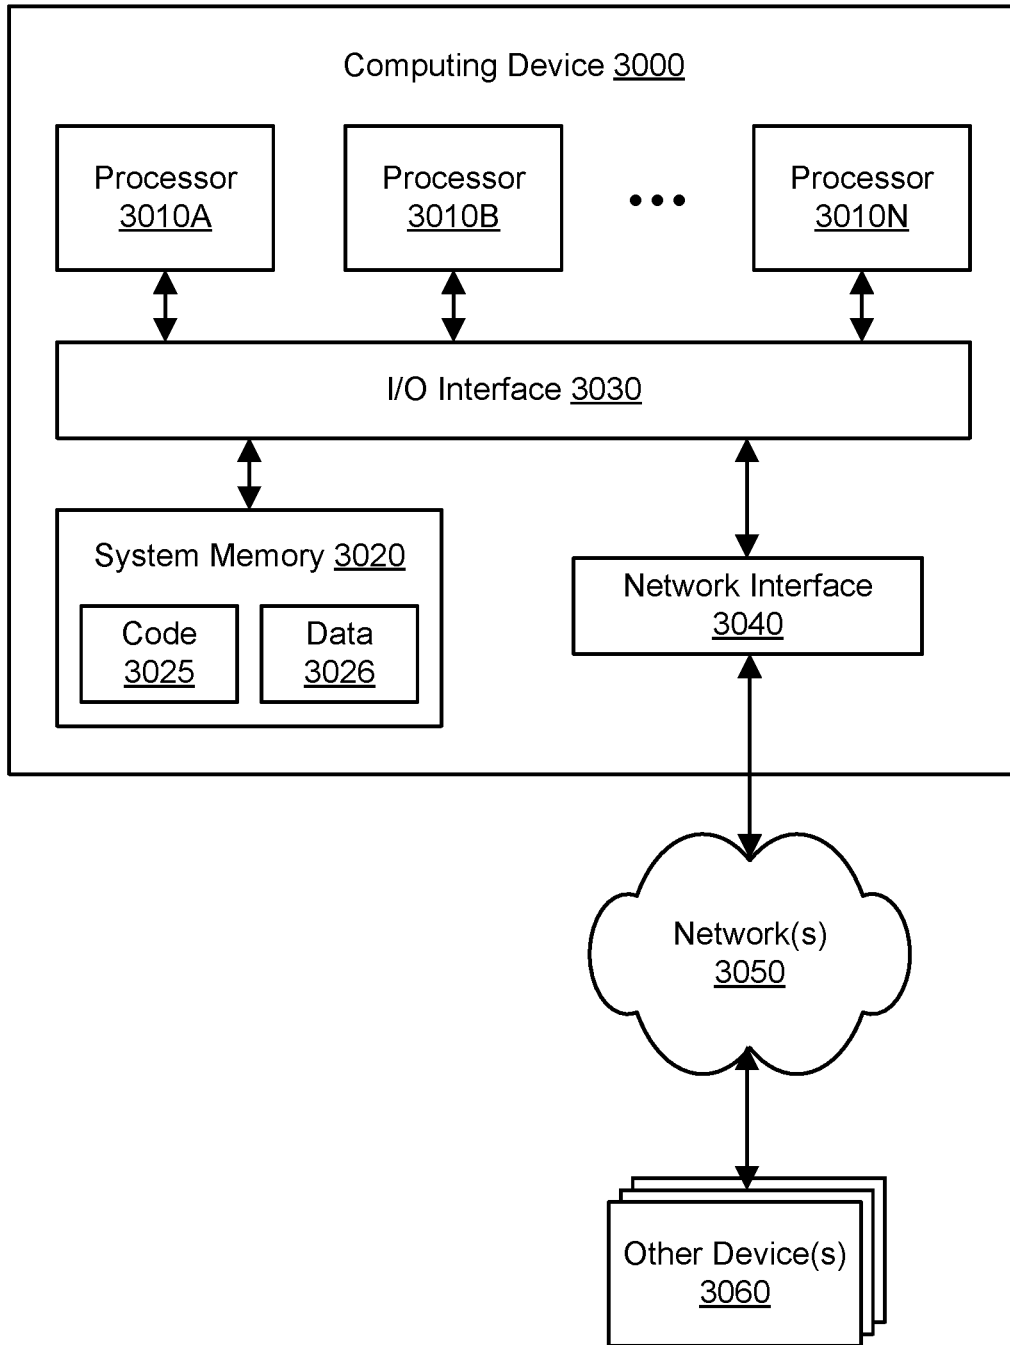 Computing Device 3000
Processor
3010A
Processor
3010B
•••
Processor
3010N
I/O Interface 3030
System Memory 3020
Code
3025
Data
3026
Network Interface
3040
Network(s)
3050
Other Device(s)
3060